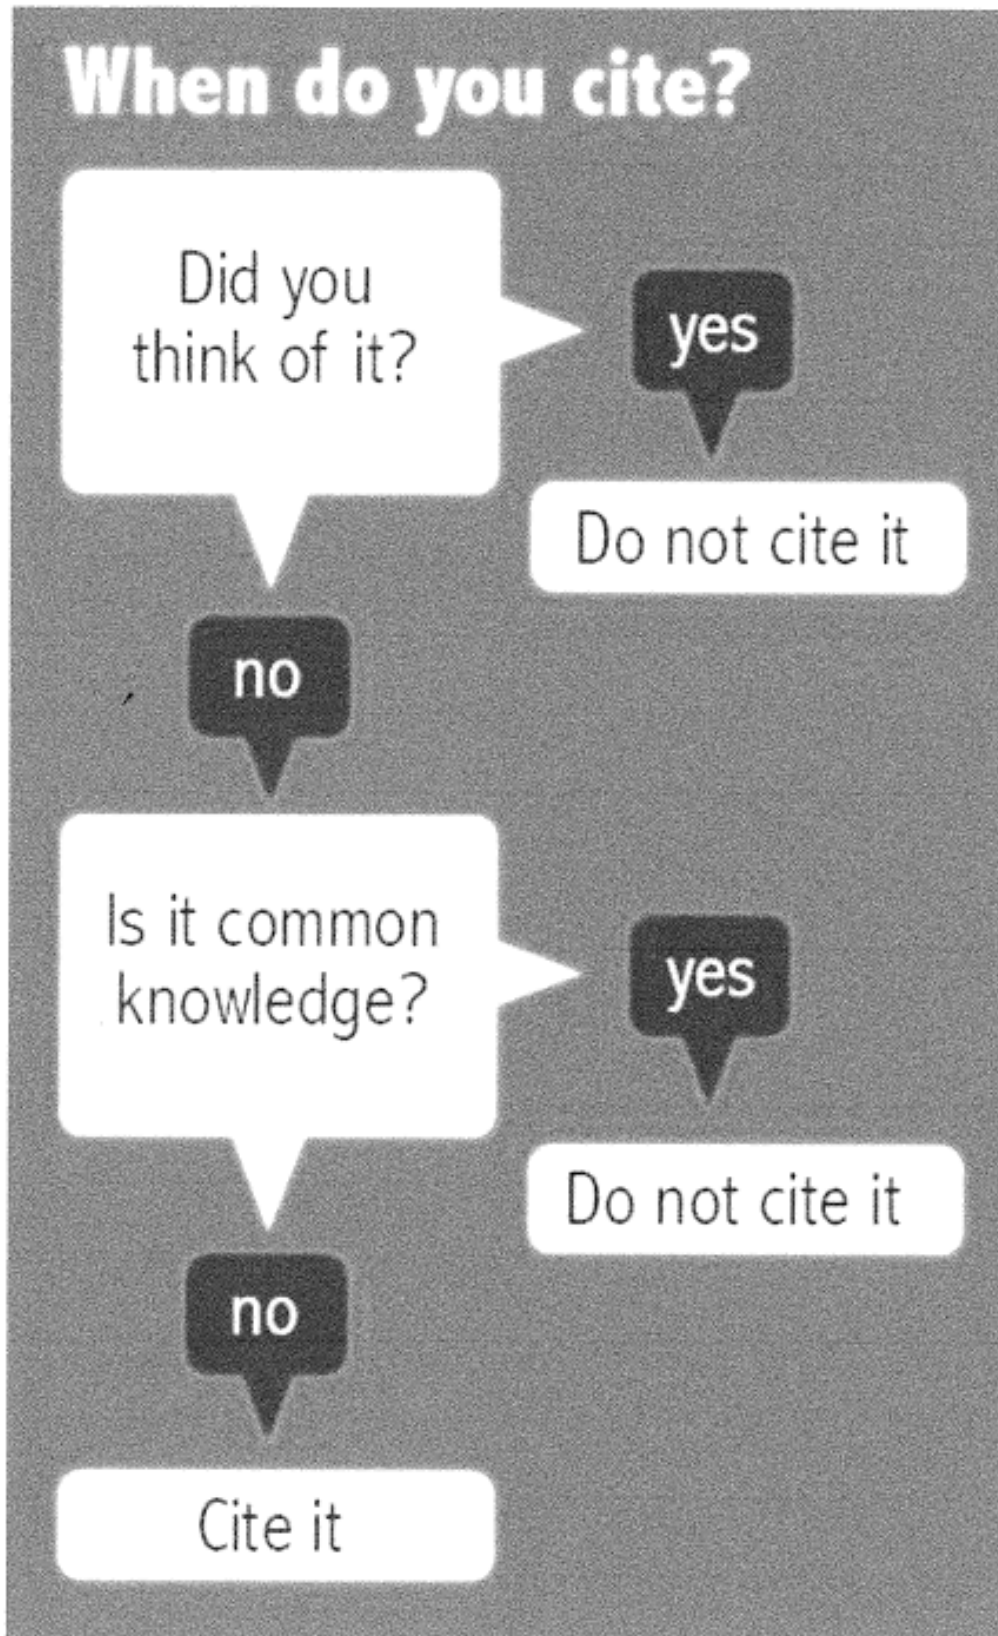 When do you cite?
Did you
think of it?
yes
Do not cite it
no
Is it common
knowledge?
yes
Do not cite it
no
Cite it